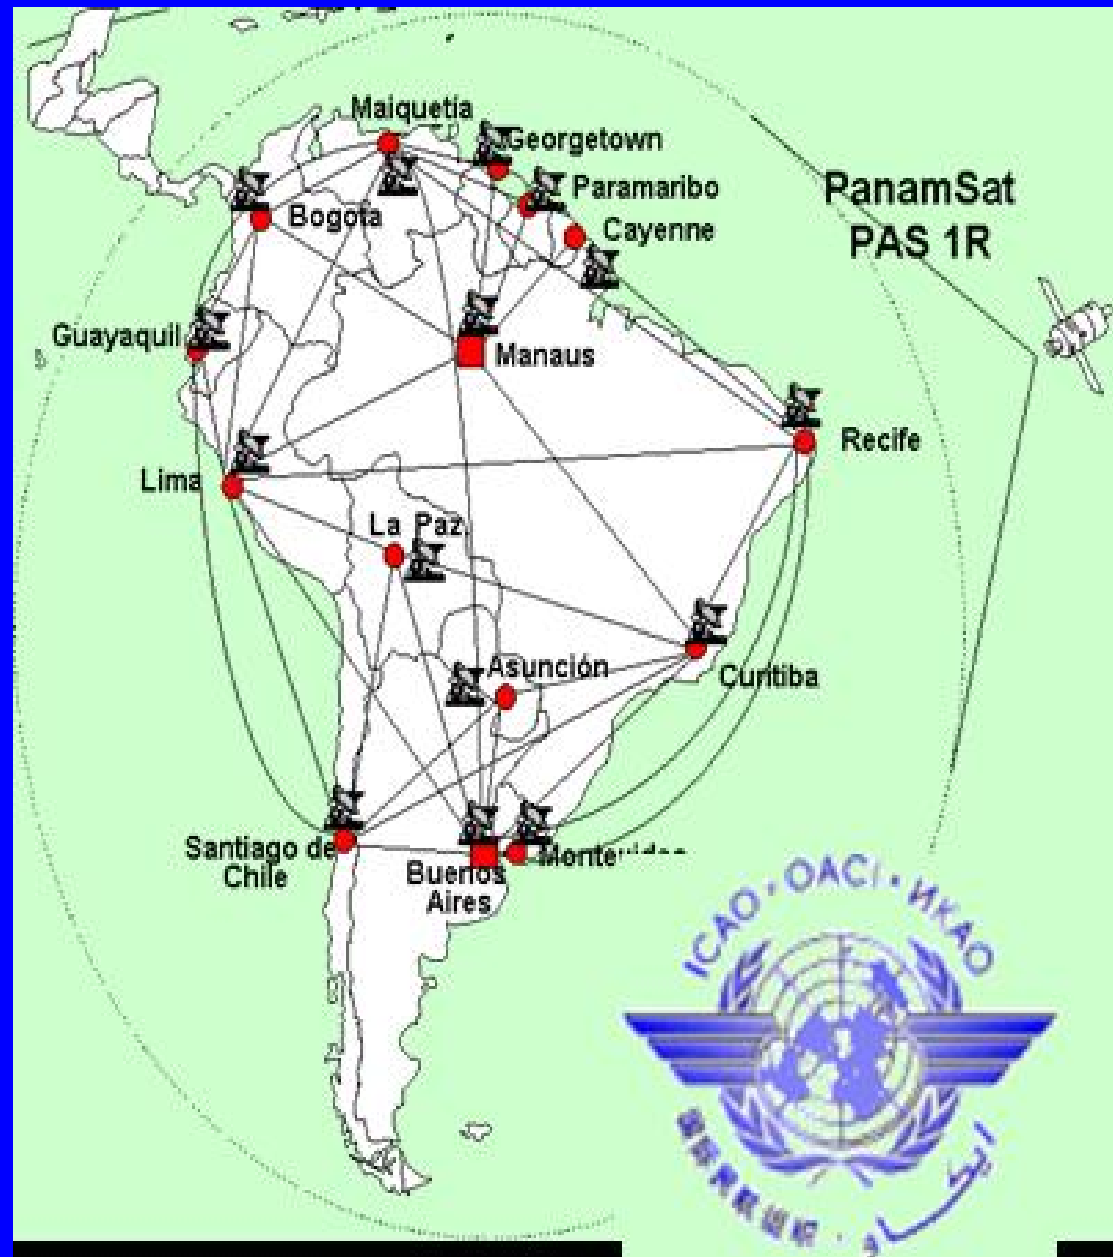 Maiquetía
Georgetown
Paramaribo
PanamSat
PAS 1R
Bogota
Cayenne
Guayaquil
Manaus
Recife
Lima
La Paz
Asunción
Curitiba
Santiago de
Chile
Buenos
Aires
ICAO · OACI · ИКАО